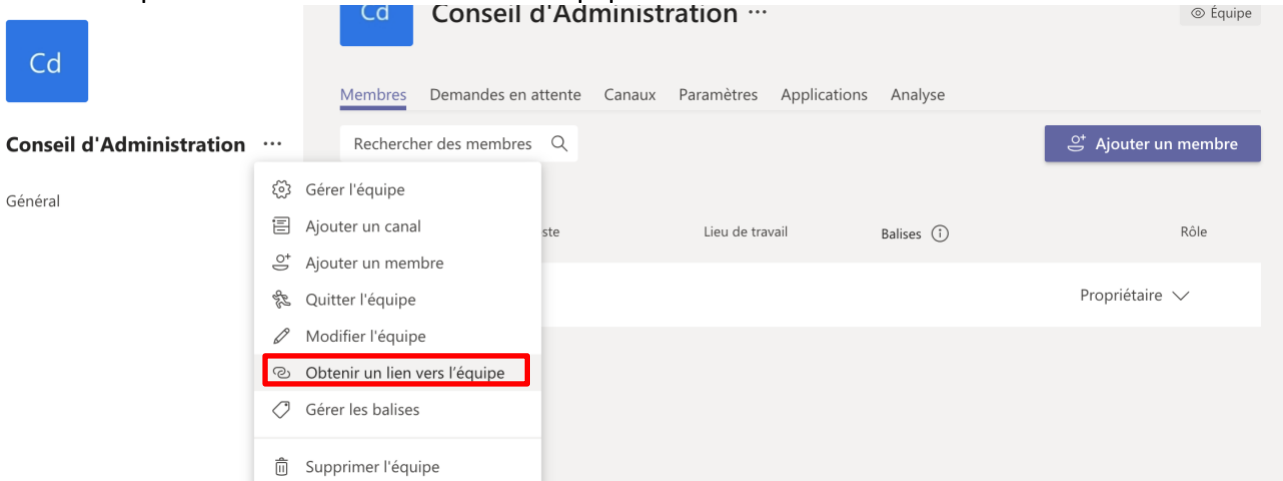 Cd
Conseil d'Administration ···
Équipe
Cd
Membres Demandes en attente Canaux Paramètres Applications Analyse
Conseil d'Administration ···
Rechercher des membres
Ajouter un membre
Général
Gérer l'équipe
Ajouter un canal
ste Lieu de travail Balises Rôle
Ajouter un membre
Quitter l'équipe
Propriétaire
Modifier l'équipe
Obtenir un lien vers l'équipe
Gérer les balises
Supprimer l'équipe